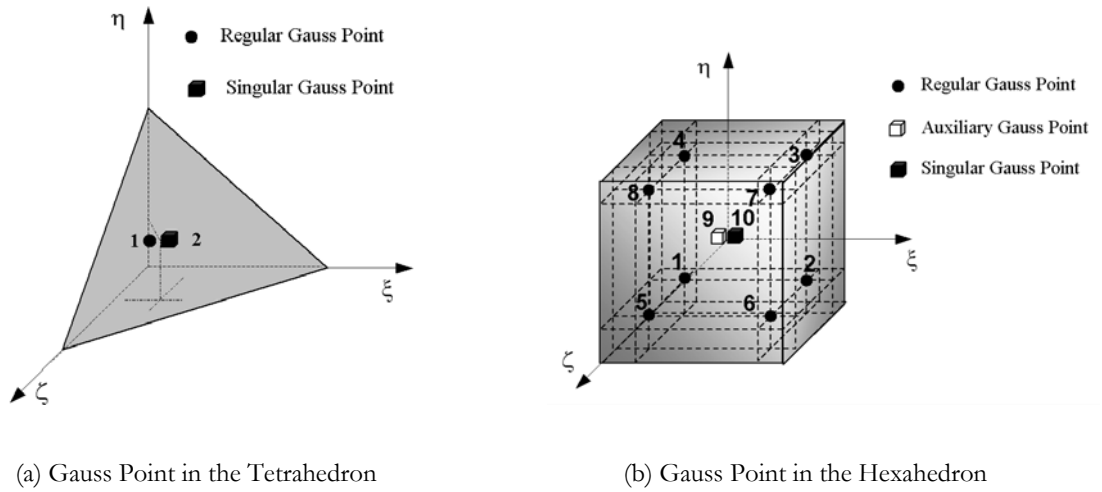 η
Regular Gauss Point
Singular Gauss Point
1
2
ξ
ζ
(a) Gauss Point in the Tetrahedron
η
Regular Gauss Point
Auxiliary Gauss Point
Singular Gauss Point
4
3
8
7
9
10
ξ
1
2
5
6
ζ
(b) Gauss Point in the Hexahedron